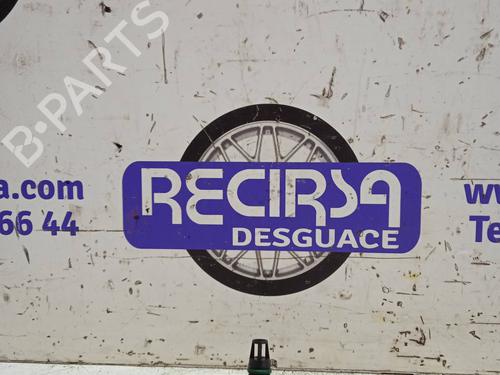 B-PARTS
RECIRSA
DESGUACE
a.com
66 44
ww
Te